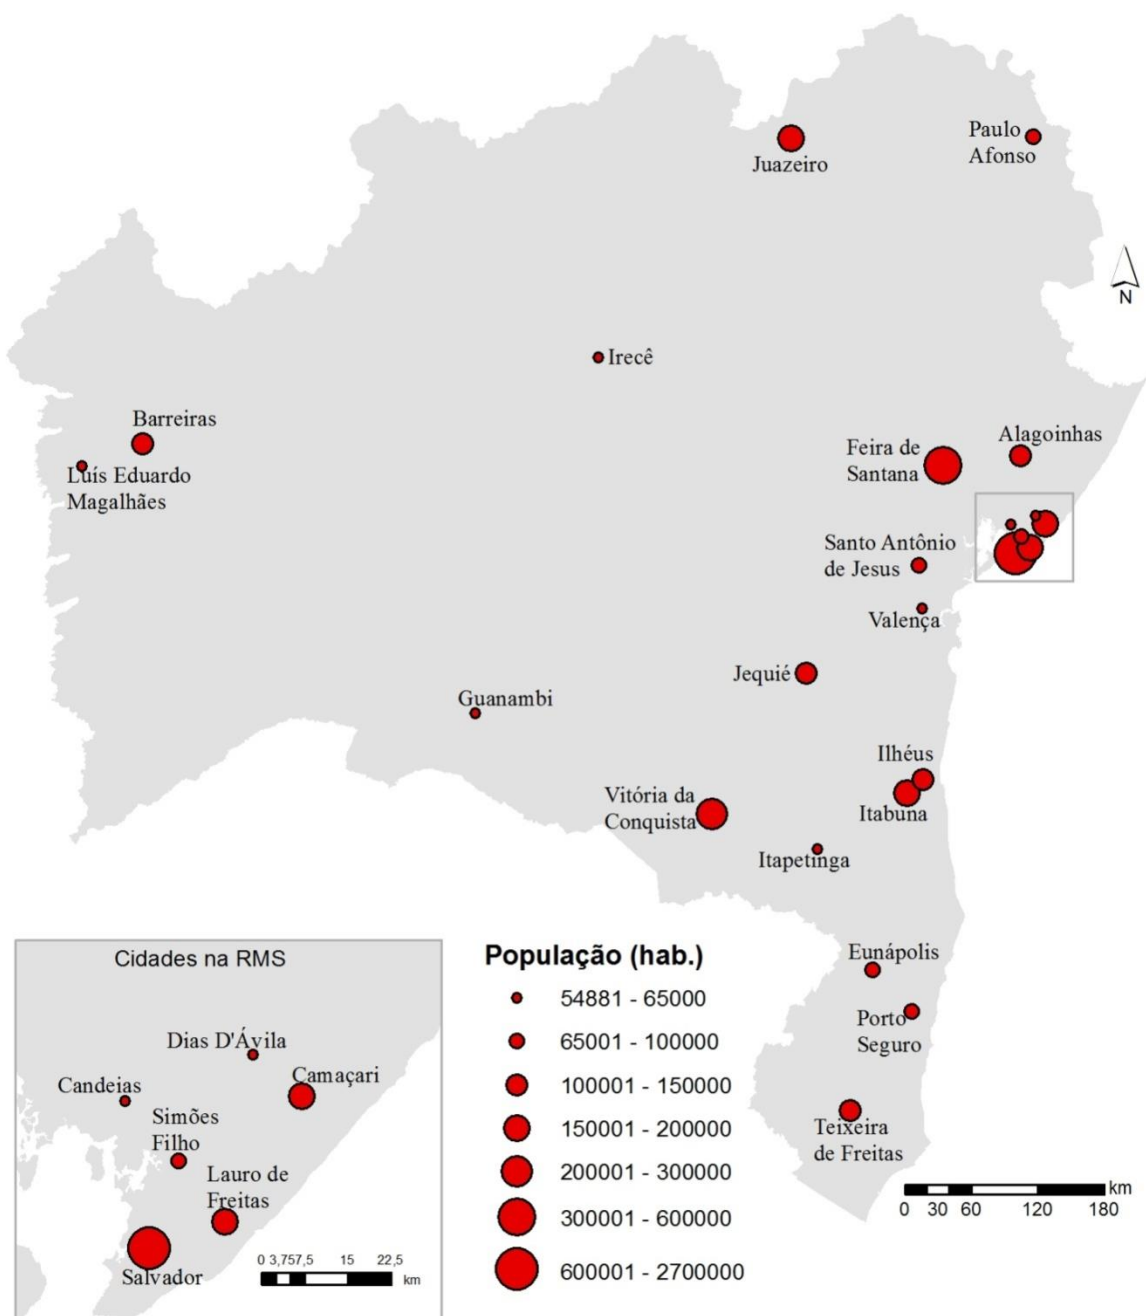 Juazeiro
Paulo
Afonso
N
Irecê
Barreiras
Luís Eduardo
Magalhães
Feira de
Santana
Alagoinhas
Santo Antônio
de Jesus
Valença
Jequié
Guanambi
Ilhéus
Itabuna
Vitória da
Conquista
Itapetinga
Eunápolis
Porto
Seguro
Teixeira
de Freitas
km
0 30 60 120 180
Cidades na RMS
Dias D'Ávila
Camaçari
Candeias
Simões
Filho
Lauro de
Freitas
Salvador
0 3,757,5 15 22,5
km
População (hab.)
54881 - 65000
65001 - 100000
100001 - 150000
150001 - 200000
200001 - 300000
300001 - 600000
600001 - 2700000